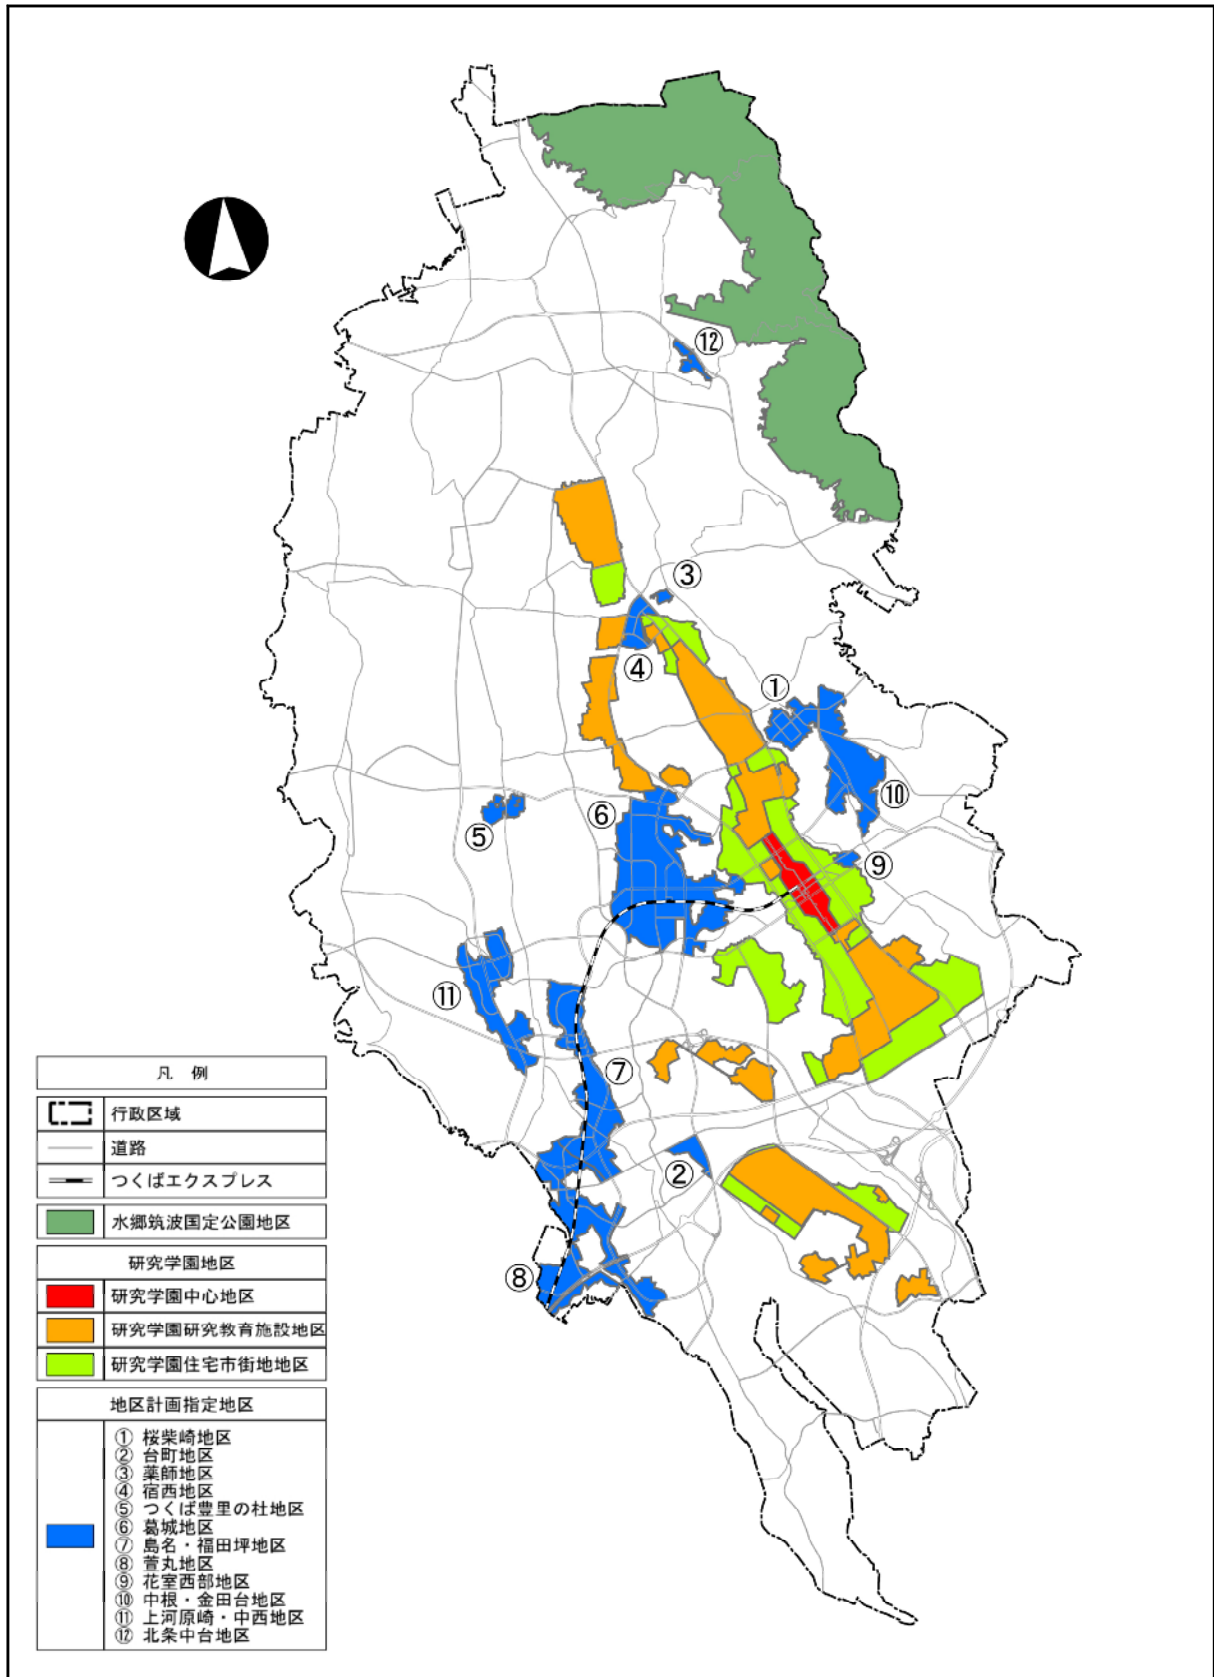 ⑫
③
④
①
⑩
⑥
⑤
⑨
⑪
⑦
②
⑧
凡 例
行政区域
道路
つくばエクスプレス
水郷筑波国定公園地区
研究学園地区
研究学園中心地区
研究学園研究教育施設地区
研究学園住宅市街地地区
地区計画指定地区
① 桜柴崎地区
② 台町地区
③ 薬師地区
④ 宿西地区
⑤ つくば豊里の杜地区
⑥ 葛城地区
⑦ 島名・福田坪地区
⑧ 萱丸地区
⑨ 花室西部地区
⑩ 中根・金田台地区
⑪ 上河原崎・中西地区
⑫ 北条中台地区